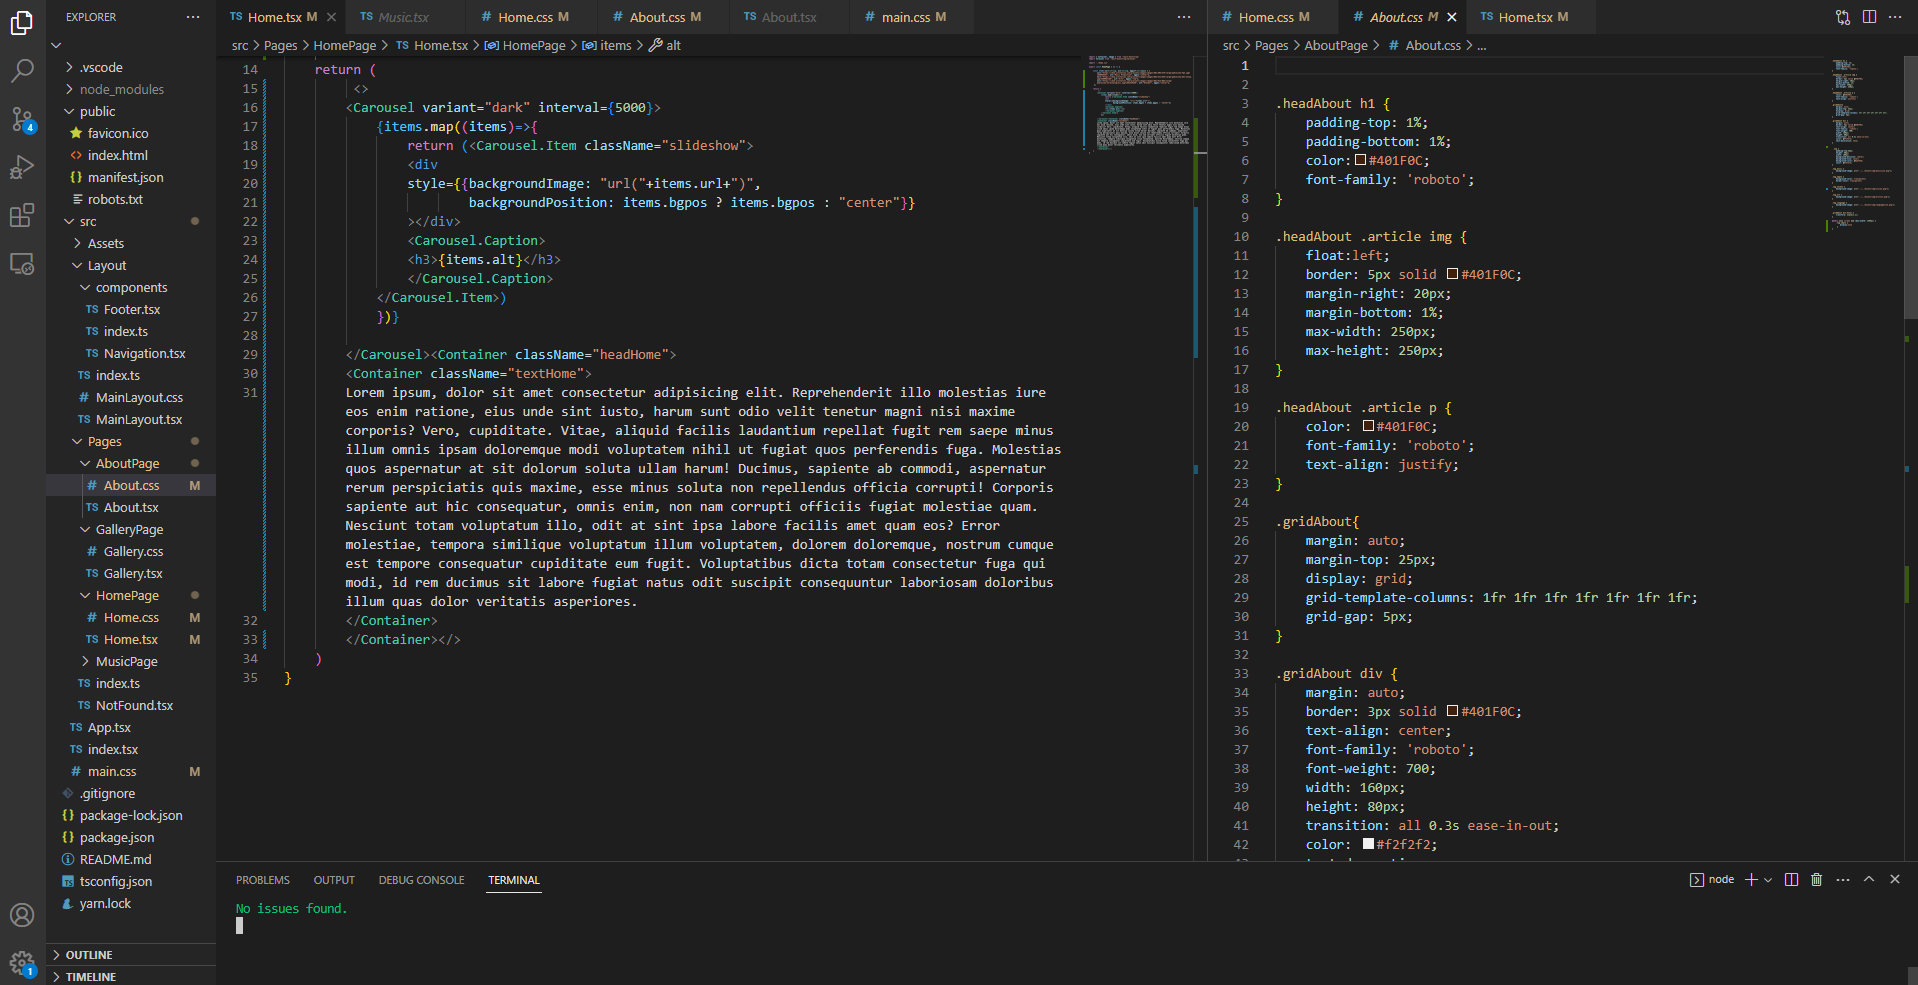 EXPLORER
.vscode
node_modules
public
favicon.ico
index.html
manifest.json
robots.txt
src
Assets
Layout
components
TS Footer.tsx
TS index.ts
TS Navigation.tsx
TS index.ts
# MainLayout.css
TS MainLayout.tsx
Pages
AboutPage
# About.css M
TS About.tsx
GalleryPage
# Gallery.css
TS Gallery.tsx
HomePage
# Home.css M
TS Home.tsx M
MusicPage
TS index.ts
TS NotFound.tsx
TS App.tsx
TS index.tsx
# main.css M
.gitignore
{} package-lock.json
{} package.json
README.md
tsconfig.json
yarn.lock
OUTLINE
TIMELINE
4
1
TS Home.tsx M
TS Music.tsx
# Home.css M
# About.css M
TS About.tsx
# main.css M
src > Pages > HomePage > TS Home.tsx > HomePage > items > alt
14 return (
15 <>
16 <Carousel variant="dark" interval={5000}>
17 {items.map((items)=>{
18 return (<Carousel.Item className="slideshow">
19 <div
20 style={{backgroundImage: "url("+items.url+")",
21 backgroundPosition: items.bgpos ? items.bgpos : "center"}}
22 ></div>
23 <Carousel.Caption>
24 <h3>{items.alt}</h3>
25 </Carousel.Caption>
26 </Carousel.Item>)
27 })}
28
29 </Carousel><Container className="headHome">
30 <Container className="textHome">
31 Lorem ipsum, dolor sit amet consectetur adipisicing elit. Reprehenderit illo molestias iure
eos enim ratione, eius unde sint iusto, harum sunt odio velit tenetur magni nisi maxime
corporis? Vero, cupiditate. Vitae, aliquid facilis laudantium repellat fugit rem saepe minus
illum omnis ipsam doloremque modi voluptatem nihil ut fugiat quos perferendis fuga. Molestias
quos aspernatur at sit dolorum soluta ullam harum! Ducimus, sapiente ab commodi, aspernatur
rerum perspiciatis quis maxime, esse minus soluta non repellendus officia corrupti! Corporis
sapiente aut hic consequatur, omnis enim, non nam corrupti officiis fugiat molestiae quam.
Nesciunt totam voluptatum illo, odit at sint ipsa labore facilis amet quam eos? Error
molestiae, tempora similique voluptatum illum voluptatem, dolorem doloremque, nostrum cumque
est tempore consequatur cupiditate eum fugit. Voluptatibus dicta totam consectetur fuga qui
modi, id rem ducimus sit labore fugiat natus odit suscipit consequuntur laboriosam doloribus
illum quas dolor veritatis asperiores.
32 </Container>
33 </Container></>
34 )
35 }
# Home.css M
# About.css M
TS Home.tsx M
src > Pages > AboutPage > # About.css > ...
1
2
3 .headAbout h1 {
4 padding-top: 1%;
5 padding-bottom: 1%;
6 color: #401F0C;
7 font-family: 'roboto';
8 }
9
10 .headAbout .article img {
11 float:left;
12 border: 5px solid #401F0C;
13 margin-right: 20px;
14 margin-bottom: 1%;
15 max-width: 250px;
16 max-height: 250px;
17 }
18
19 .headAbout .article p {
20 color: #401F0C;
21 font-family: 'roboto';
22 text-align: justify;
23 }
24
25 .gridAbout{
26 margin: auto;
27 margin-top: 25px;
28 display: grid;
29 grid-template-columns: 1fr 1fr 1fr 1fr 1fr 1fr 1fr;
30 grid-gap: 5px;
31 }
32
33 .gridAbout div {
34 margin: auto;
35 border: 3px solid #401F0C;
36 text-align: center;
37 font-family: 'roboto';
38 font-weight: 700;
39 width: 160px;
40 height: 80px;
41 transition: all 0.3s ease-in-out;
42 color: #f2f2f2;
PROBLEMS OUTPUT DEBUG CONSOLE TERMINAL
node
No issues found.